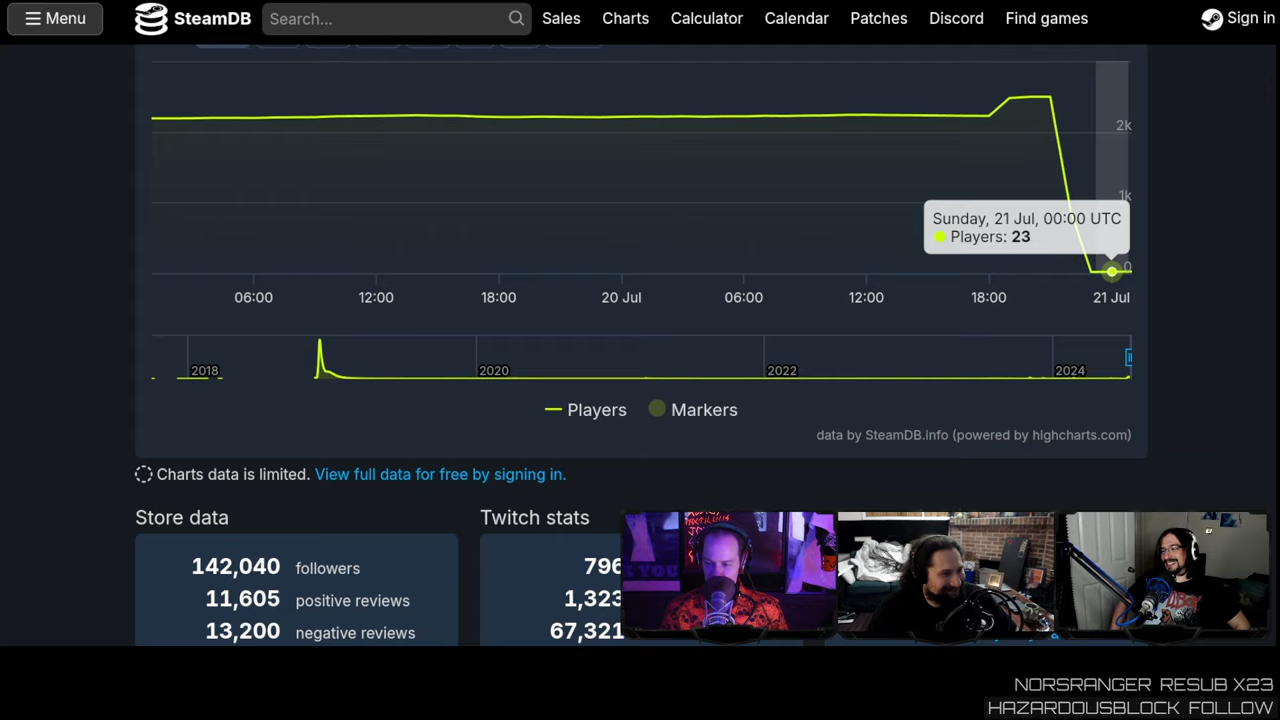 Menu
SteamDB
Search...
Sales
Charts
Calculator
Calendar
Patches
Discord
Find games
Sign in
2k
1k
0
Sunday, 21 Jul, 00:00 UTC
Players: 23
06:00
12:00
18:00
20 Jul
06:00
12:00
18:00
21 Jul
2018
2020
2022
2024
Players
Markers
data by SteamDB.info (powered by highcharts.com)
Charts data is limited. View full data for free by signing in.
Store data
Twitch stats
142,040 followers
796
11,605 positive reviews
1,323
13,200 negative reviews
67,321
NORSRANGER RESUB X23
HAZARDOUSBLOCK FOLLOW